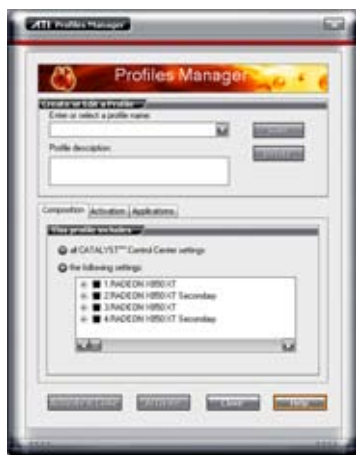 ATI Profiles Manager
Profiles Manager
Create or Edit a Profile
Enter or select a profile name:
Profile description:
Composition Activation Applications
This profile includes
all CATALYST™ Control Center settings
the following settings:
1.RADEON X850 XT
2.RADEON X850 XT Secondary
3.RADEON X850 XT
4.RADEON X850 XT Secondary
Close Help